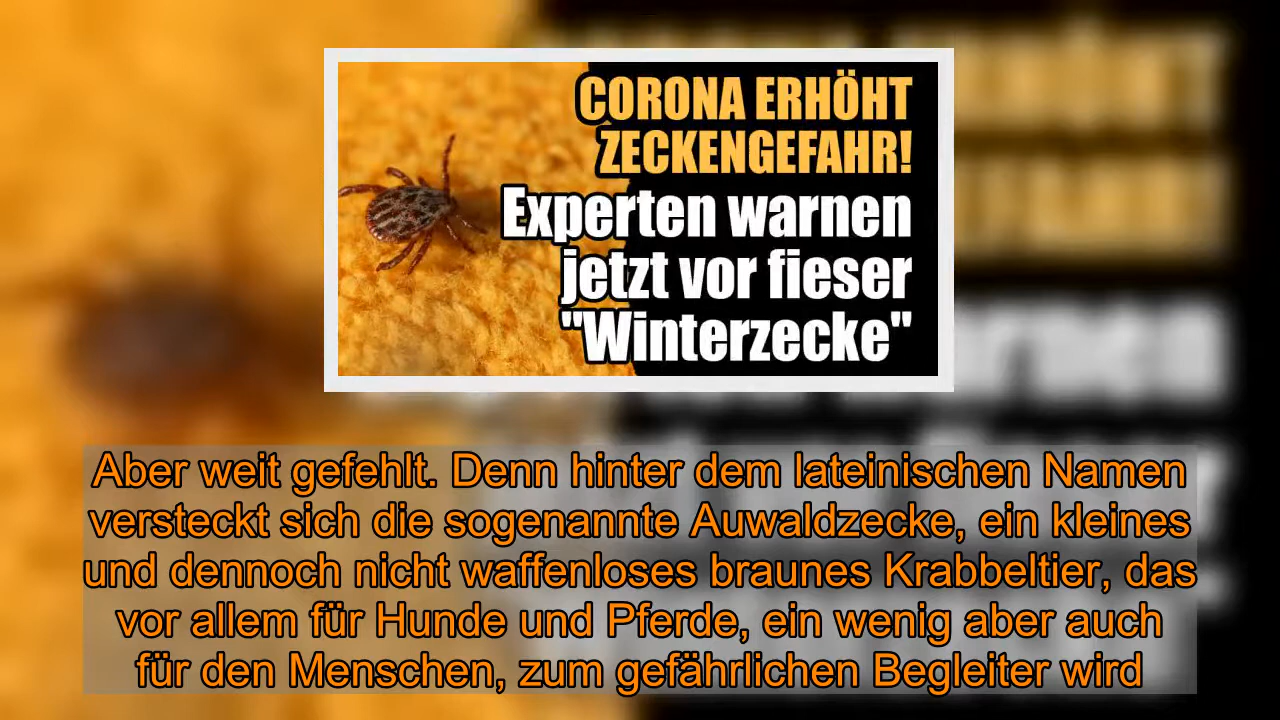 CORONA ERHÖHT
ZECKENGEFAHR!
Experten warnen
jetzt vor fieser
"Winterzecke"
Aber weit gefehlt. Denn hinter dem lateinischen Namen
versteckt sich die sogenannte Auwaldzecke, ein kleines
und dennoch nicht waffenloses braunes Krabbeltier, das
vor allem für Hunde und Pferde, ein wenig aber auch
für den Menschen, zum gefährlichen Begleiter wird